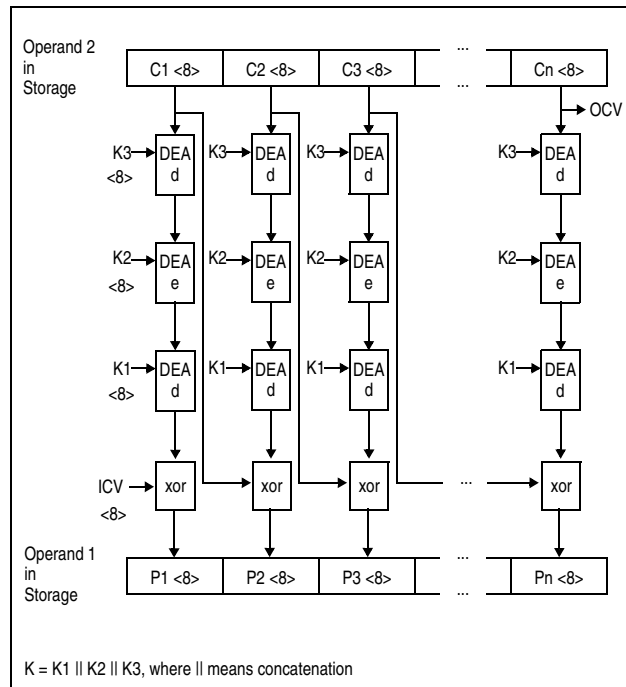 Operand 2
in
Storage
C1 <8> C2 <8> C3 <8> ... ... Cn <8>
OCV
K3 <8> DEA d K3 DEA d K3 DEA d K3 DEA d
K2 <8> DEA e K2 DEA e K2 DEA e K2 DEA e
K1 <8> DEA d K1 DEA d K1 DEA d K1 DEA d
ICV <8> xor xor xor ... xor
Operand 1
in
Storage
P1 <8> P2 <8> P3 <8> ... ... Pn <8>
K = K1 || K2 || K3, where || means concatenation